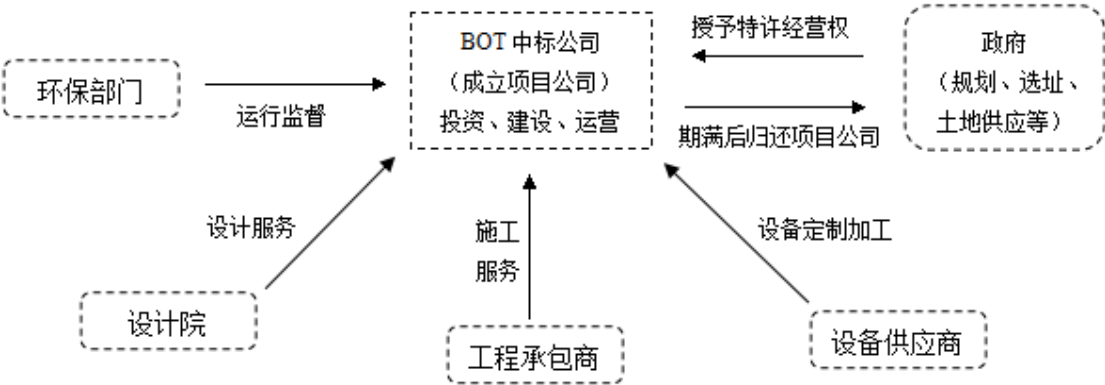 BOT 中标公司
（成立项目公司）
投资、建设、运营
授予特许经营权
政府
（规划、选址、
土地供应等）
环保部门
运行监督
期满后归还项目公司
设计服务
施工
服务
设备定制加工
设计院
工程承包商
设备供应商